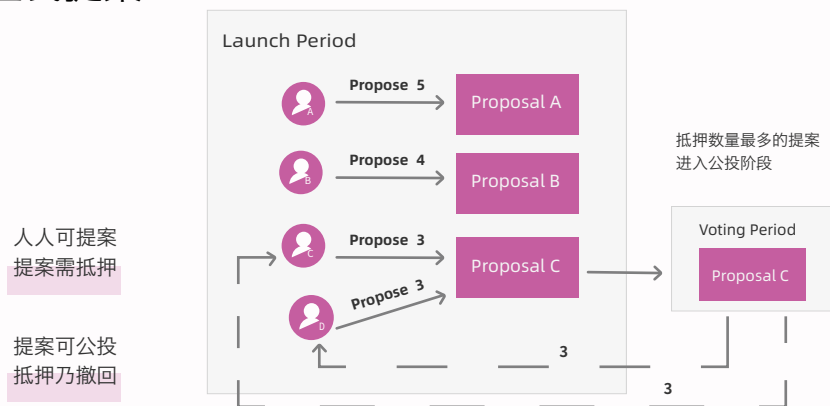 Launch Period
Propose 5
A
Proposal A
Propose 4
B
Proposal B
抵押数量最多的提案
进入公投阶段
人人可提案
提案需抵押
Propose 3
C
Proposal C
Propose 3
D
Voting Period
Proposal C
提案可公投
抵押乃撤回
3
3